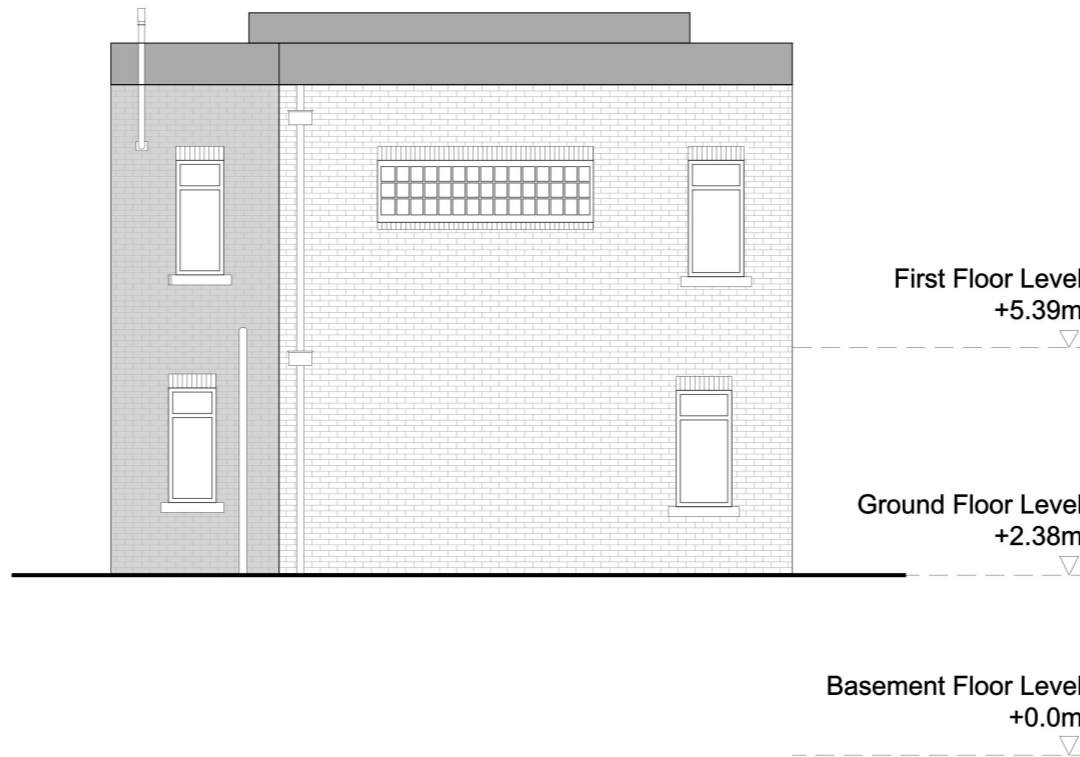 First Floor Level
+5.39m
Ground Floor Level
+2.38m
Basement Floor Level
+0.0m